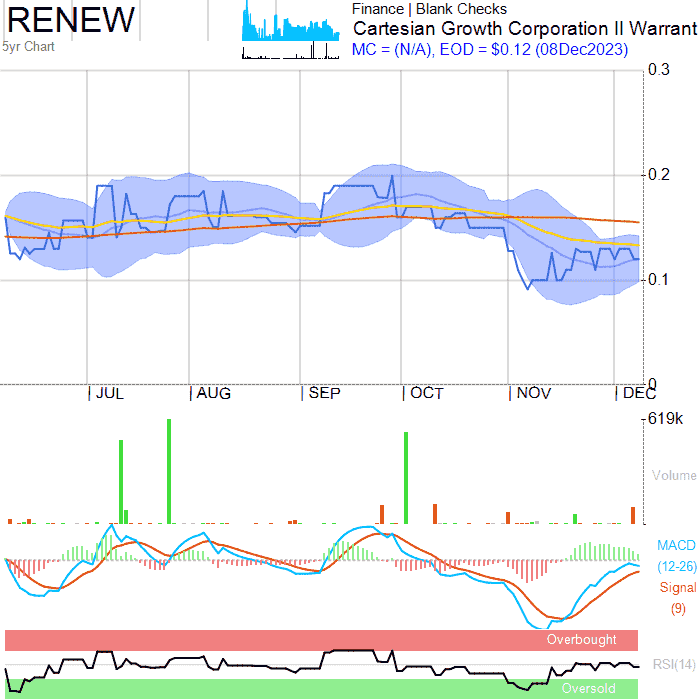 RENEW
5yr Chart
Finance | Blank Checks
Cartesian Growth Corporation II Warrant
MC = (N/A), EOD = $0.12 (08Dec2023)
0.3
0.2
0.1
0
JUL AUG SEP OCT NOV DEC
619k
Volume
MACD
(12-26)
Signal
(9)
Overbought
RSI(14)
Oversold